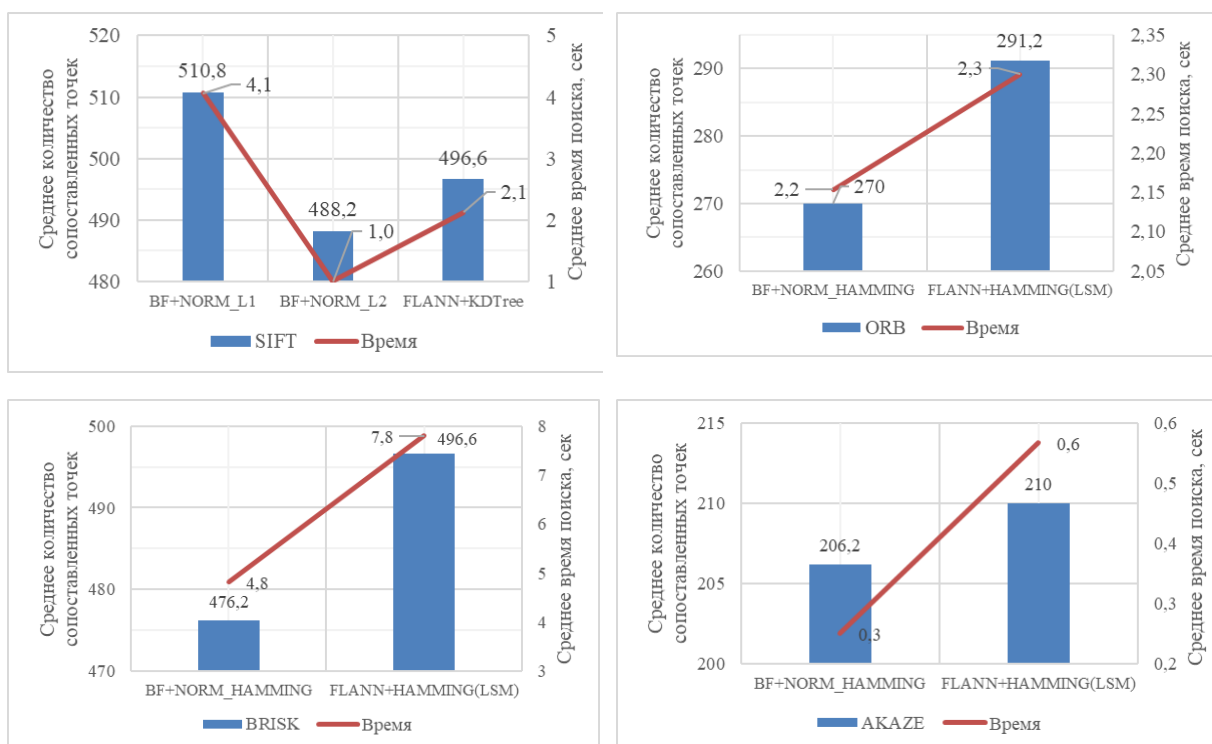 Среднее количество
сопоставленных точек
520
510
500
490
480
510,8
4,1
488,2
1,0
496,6
2,1
5
4
3
2
1
Среднее время поиска, сек
BF+NORM_L1
BF+NORM_L2
FLANN+KDTree
SIFT
Время
Среднее количество
сопоставленных точек
290
280
270
260
2,2
270
2,3
291,2
2,35
2,30
2,25
2,20
2,15
2,10
2,05
Среднее время поиска, сек
BF+NORM_HAMMING
FLANN+HAMMING(LSM)
ORB
Время
Среднее количество
сопоставленных точек
500
490
480
470
4,8
476,2
7,8
496,6
8
7
6
5
4
3
Среднее время поиска, сек
BF+NORM_HAMMING
FLANN+HAMMING(LSM)
BRISK
Время
Среднее количество
сопоставленных точек
215
210
205
200
206,2
0,3
0,6
210
0,6
0,5
0,4
0,3
0,2
Среднее время поиска, сек
BF+NORM_HAMMING
FLANN+HAMMING(LSM)
AKAZE
Время